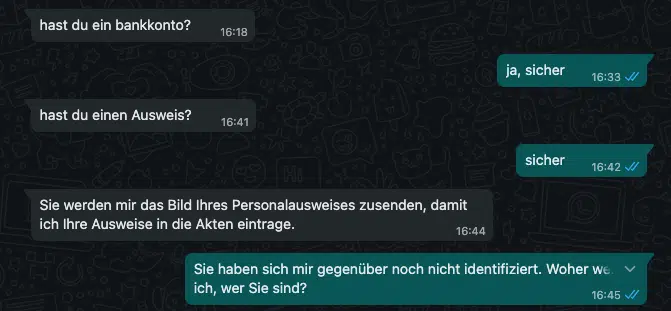 hast du ein bankkonto?
16:18
ja, sicher
16:33
hast du einen Ausweis?
16:41
sicher
16:42
Sie werden mir das Bild Ihres Personalausweises zusenden, damit
ich Ihre Ausweise in die Akten eintrage.
16:44
Sie haben sich mir gegenüber noch nicht identifiziert. Woher
ich, wer Sie sind?
16:45